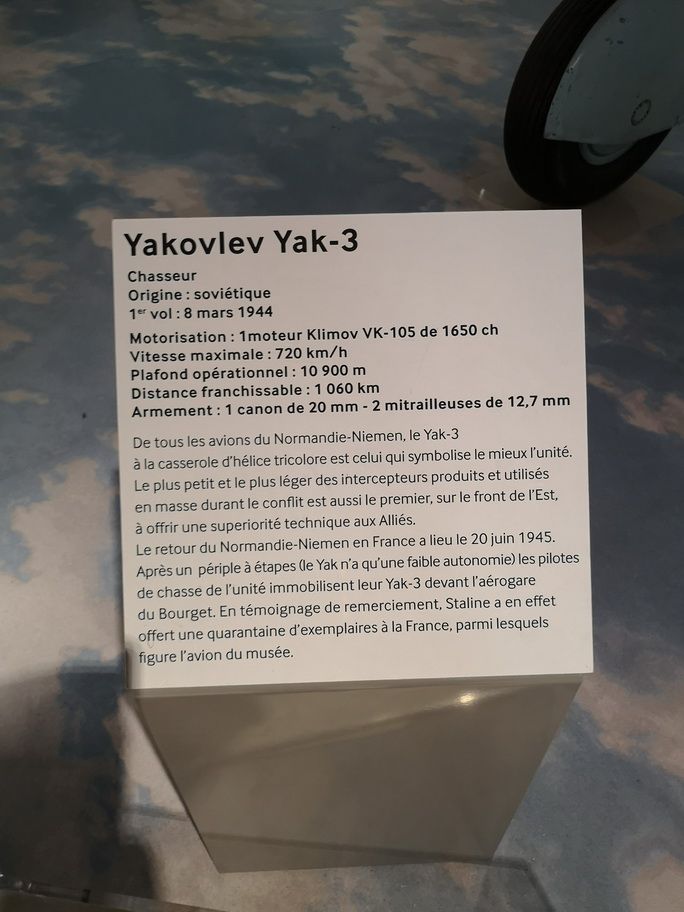 Yakovlev Yak-3
Chasseur
Origine : soviétique
1er vol : 8 mars 1944
Motorisation : 1moteur Klimov VK-105 de 1650 ch
Vitesse maximale : 720 km/h
Plafond opérationnel : 10 900 m
Distance franchissable : 1 060 km
Armement : 1 canon de 20 mm - 2 mitrailleuses de 12,7 mm
De tous les avions du Normandie-Niemen, le Yak-3
à la casserole d'hélice tricolore est celui qui symbolise le mieux l'unité.
Le plus petit et le plus léger des intercepteurs produits et utilisés
en masse durant le conflit est aussi le premier, sur le front de l'Est,
à offrir une superiorité technique aux Alliés.
Le retour du Normandie-Niemen en France a lieu le 20 juin 1945.
Après un périple à étapes (le Yak n'a qu'une faible autonomie) les pilotes
de chasse de l'unité immobilisent leur Yak-3 devant l'aérogare
du Bourget. En témoignage de remerciement, Staline a en effet
offert une quarantaine d'exemplaires à la France, parmi lesquels
figure l'avion du musée.